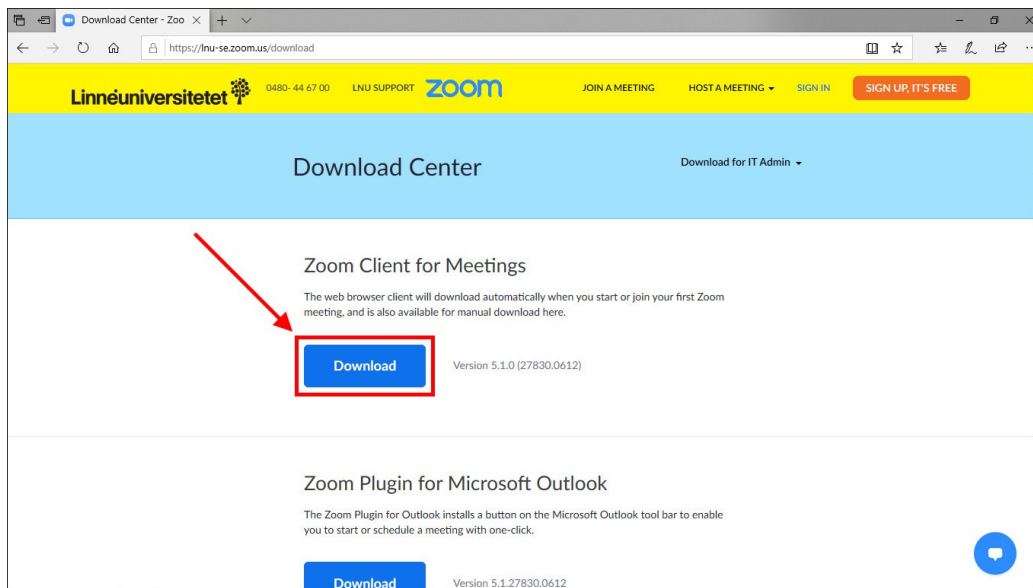 Download Center - Zoo
https://lnu-se.zoom.us/download
Linnéuniversitetet
0480- 44 67 00
LNU SUPPORT
zoom
JOIN A MEETING
HOST A MEETING
SIGN IN
SIGN UP, IT'S FREE
Download Center
Download for IT Admin
Zoom Client for Meetings
The web browser client will download automatically when you start or join your first Zoom
meeting, and is also available for manual download here.
Download
Version 5.1.0 (27830.0612)
Zoom Plugin for Microsoft Outlook
The Zoom Plugin for Outlook installs a button on the Microsoft Outlook tool bar to enable
you to start or schedule a meeting with one-click.
Download
Version 5.1.27830.0612